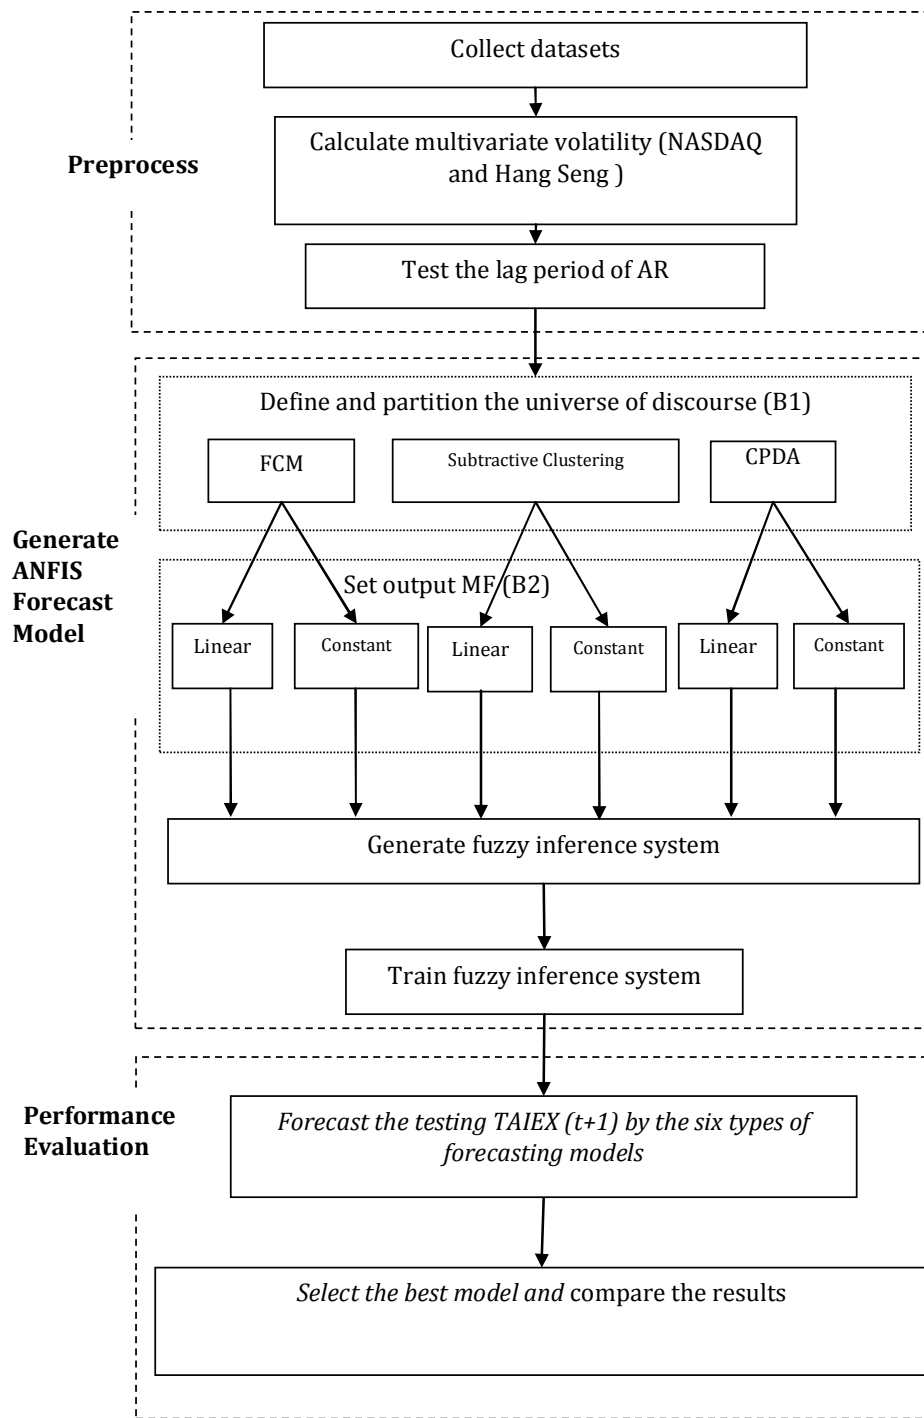 Collect datasets
Calculate multivariate volatility (NASDAQ
and Hang Seng )
Preprocess
Test the lag period of AR
Define and partition the universe of discourse (B1)
FCM
Subtractive Clustering
CPDA
Generate
ANFIS
Forecast
Model
Set output MF (B2)
Linear
Constant
Linear
Constant
Linear
Constant
Generate fuzzy inference system
Train fuzzy inference system
Performance
Evaluation
Forecast the testing TAIEX (t+1) by the six types of
forecasting models
Select the best model and compare the results